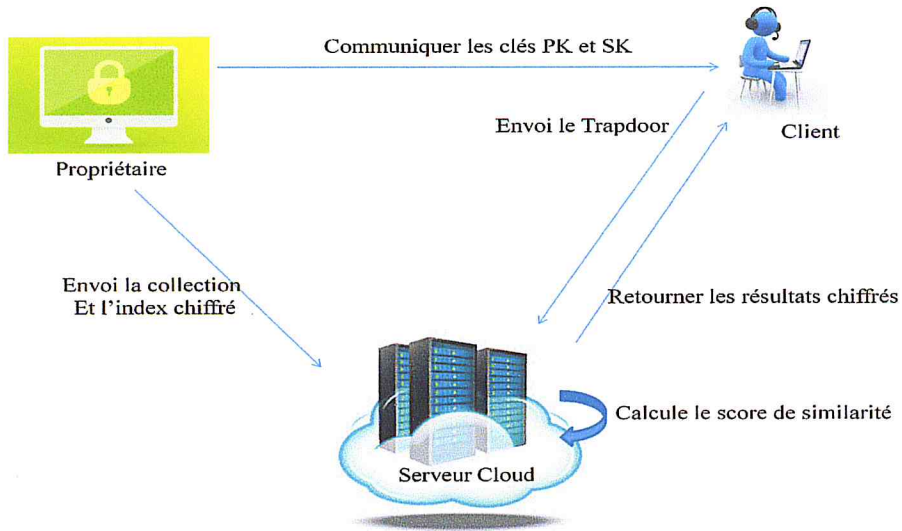 Communiquer les clés PK et SK
Envoi le Trapdoor
Client
Propriétaire
Envoi la collection
Et l'index chiffré
Retourner les résultats chiffrés
Calcule le score de similarité
Serveur Cloud